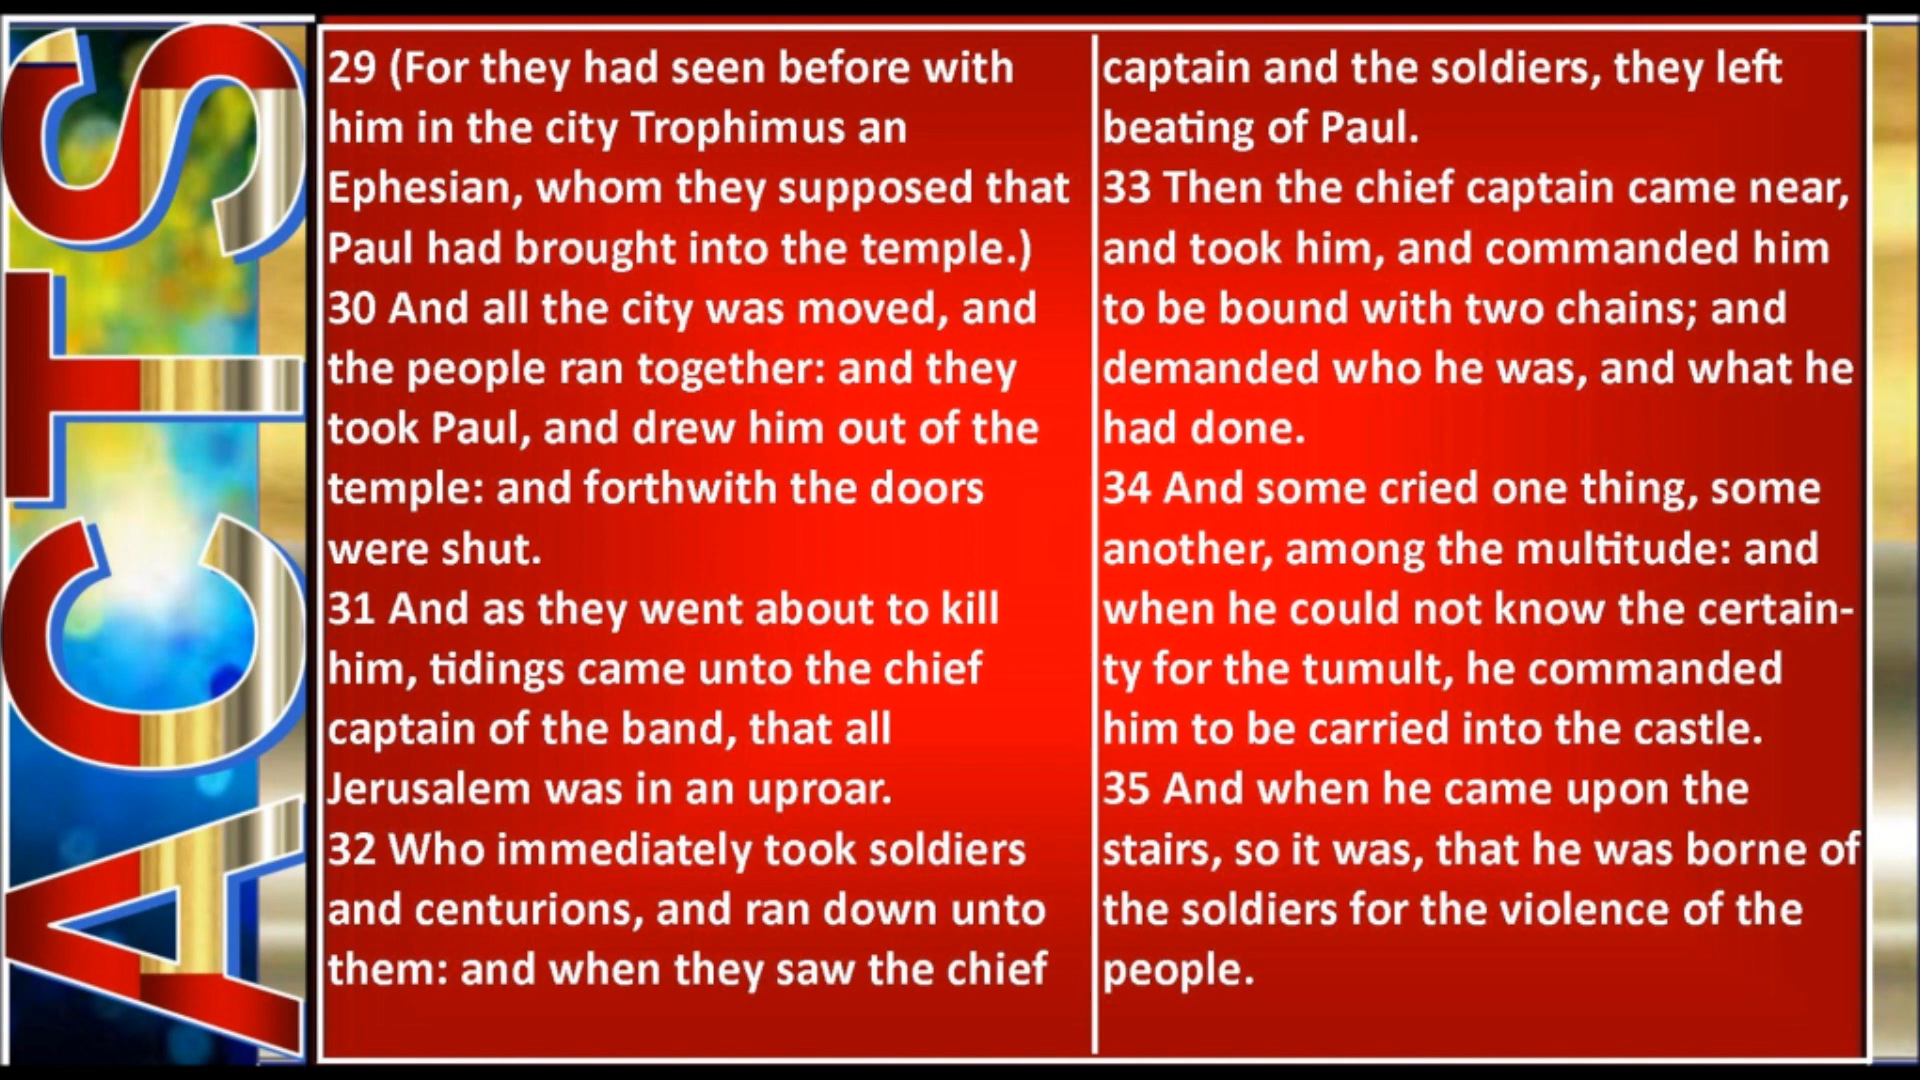 ACTS
29 (For they had seen before with
him in the city Trophimus an
Ephesian, whom they supposed that
Paul had brought into the temple.)
30 And all the city was moved, and
the people ran together: and they
took Paul, and drew him out of the
temple: and forthwith the doors
were shut.
31 And as they went about to kill
him, tidings came unto the chief
captain of the band, that all
Jerusalem was in an uproar.
32 Who immediately took soldiers
and centurions, and ran down unto
them: and when they saw the chief
captain and the soldiers, they left
beating of Paul.
33 Then the chief captain came near,
and took him, and commanded him
to be bound with two chains; and
demanded who he was, and what he
had done.
34 And some cried one thing, some
another, among the multitude: and
when he could not know the certain-
ty for the tumult, he commanded
him to be carried into the castle.
35 And when he came upon the
stairs, so it was, that he was borne of
the soldiers for the violence of the
people.